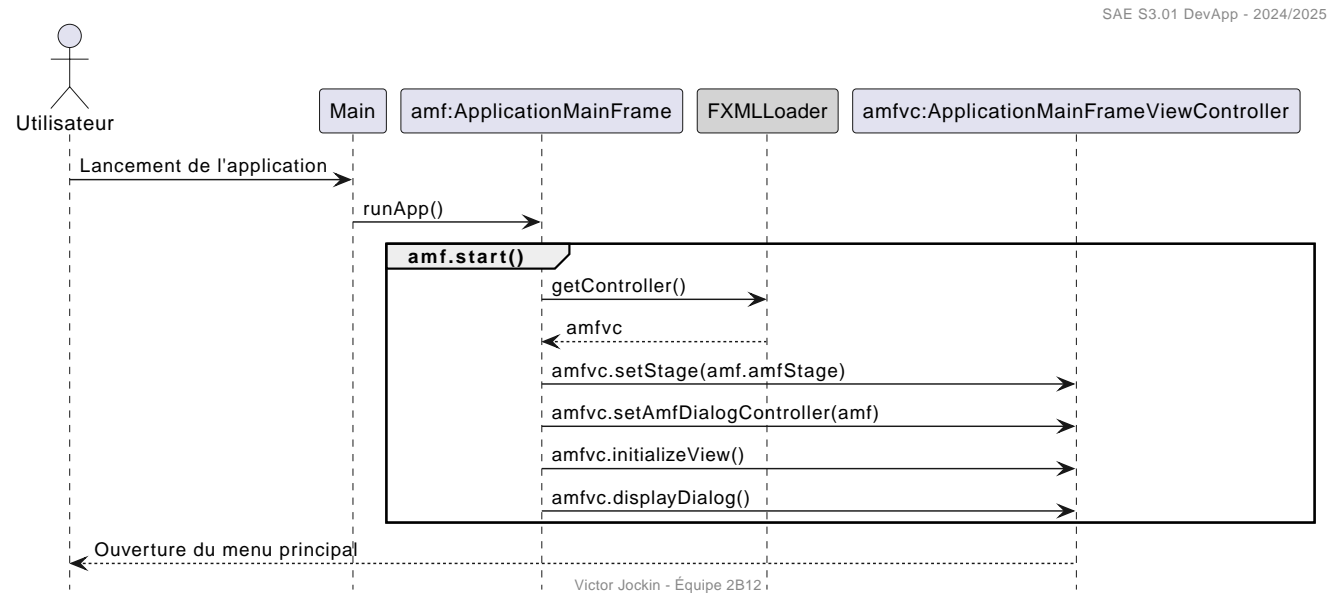 SAE S3.01 DevApp - 2024/2025
Utilisateur
Main
amf:ApplicationMainFrame
FXMLLoader
amfvc:ApplicationMainFrameViewController
Lancement de l'application
runApp()
amf.start()
getController()
amfvc
amfvc.setStage(amf.amfStage)
amfvc.setAmfDialogController(amf)
amfvc.initializeView()
amfvc.displayDialog()
Ouverture du menu principal
Victor Jockin - Équipe 2B12